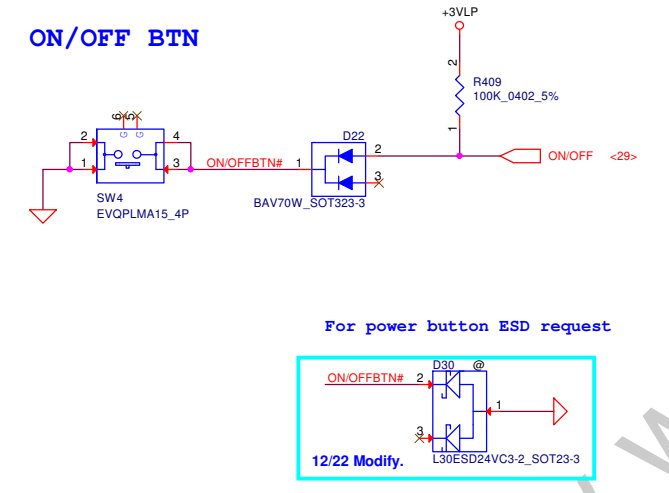 +3VLP
ON/OFF BTN
2
R409
100K_0402_5%
1
6
5
G
G
2
4
1
3
SW4
EVQPLMA15_4P
ON/OFFBTN#
1
D22
2
3
BAV70W_SOT323-3
ON/OFF <29>
For power button ESD request
D30 @
ON/OFFBTN# 2
1
3
12/22 Modify.
L30ESD24VC3-2_SOT23-3